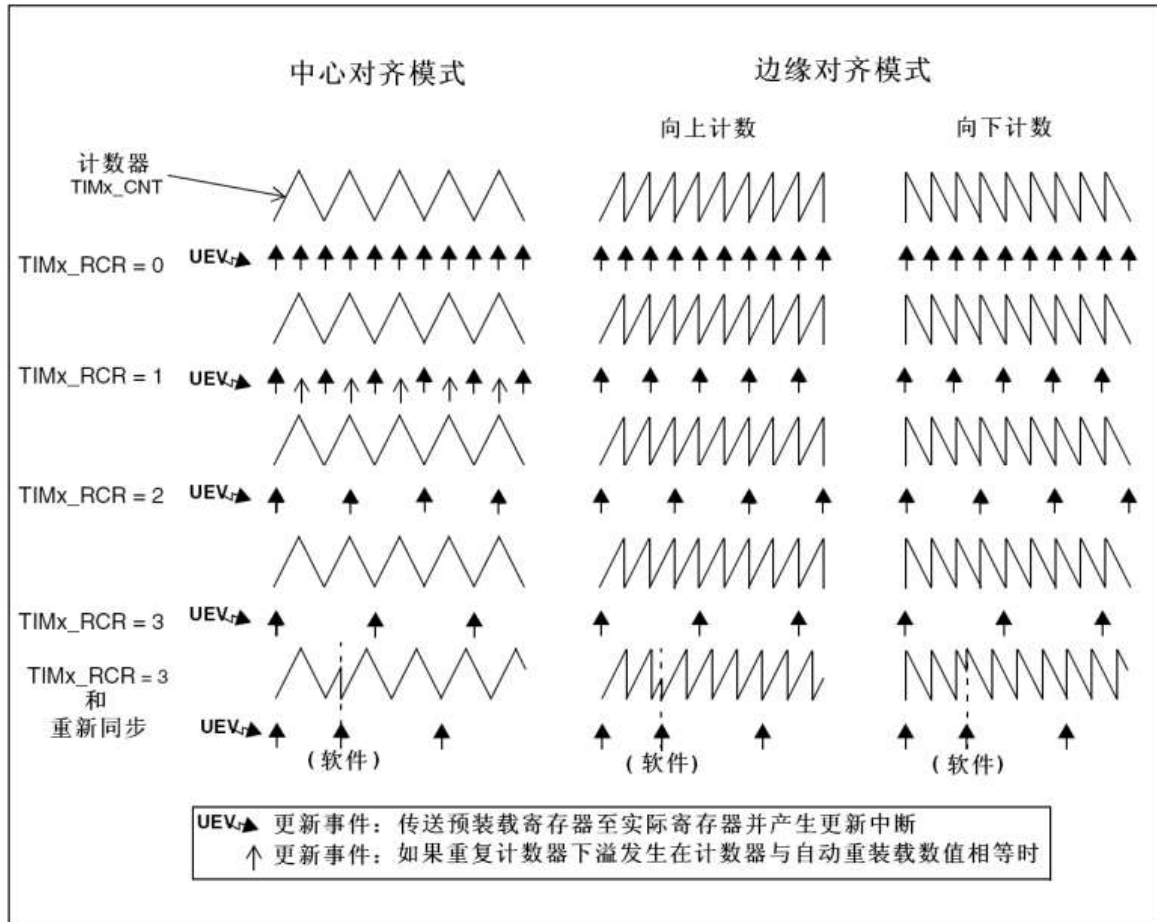 中心对齐模式
边缘对齐模式
向上计数
向下计数
计数器
TIMx_CNT
TIMx_RCR = 0
UEV
TIMx_RCR = 1
UEV
TIMx_RCR = 2
UEV
TIMx_RCR = 3
UEV
TIMx_RCR = 3
和
重新同步
UEV
(软件)
(软件)
(软件)
UEV 更新事件：传送预装载寄存器至实际寄存器并产生更新中断
更新事件：如果重复计数器下溢发生在计数器与自动重装载数值相等时